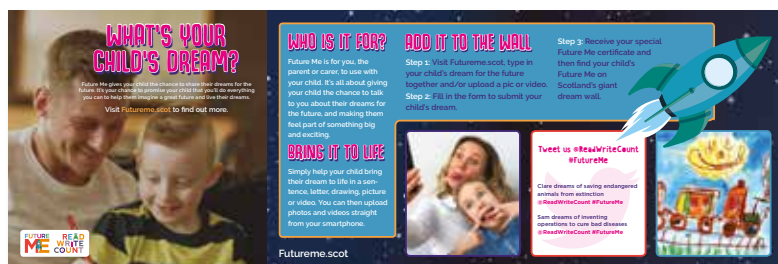 WHAT'S YOUR
CHILD'S DREAM?
Future Me gives your child the chance to share their dreams for the
future. It's your chance to promise your child that you'll do everything
you can to help them imagine a great future and live their dreams.
Visit Futureme.scot to find out more.
FUTURE
ME
READ
WRITE
COUNT
WHO IS IT FOR?
Future Me is for you, the
parent or carer, to use with
your child. It's all about giving
your child the chance to talk
to you about their dreams for
the future, and making them
feel part of something big
and exciting.
BRING IT TO LIFE
Simply help your child bring
their dream to life in a sen-
tence, letter, drawing, picture
or video. You can then upload
photos and videos straight
from your smartphone.
Futureme.scot
ADD IT TO THE WALL
Step 1: Visit Futureme.scot, type in
your child's dream for the future
together and/or upload a pic or video.
Step 2: Fill in the form to submit your
child's dream.
Step 3: Receive your special
Future Me certificate and
then find your child's
Future Me on
Scotland's giant
dream wall.
Tweet us @ReadWriteCount
#FutureMe
Clare dreams of saving endangered
animals from extinction
@ReadWriteCount #FutureMe
Sam dreams of inventing
operations to cure bad diseases
@ReadWriteCount #FutureMe